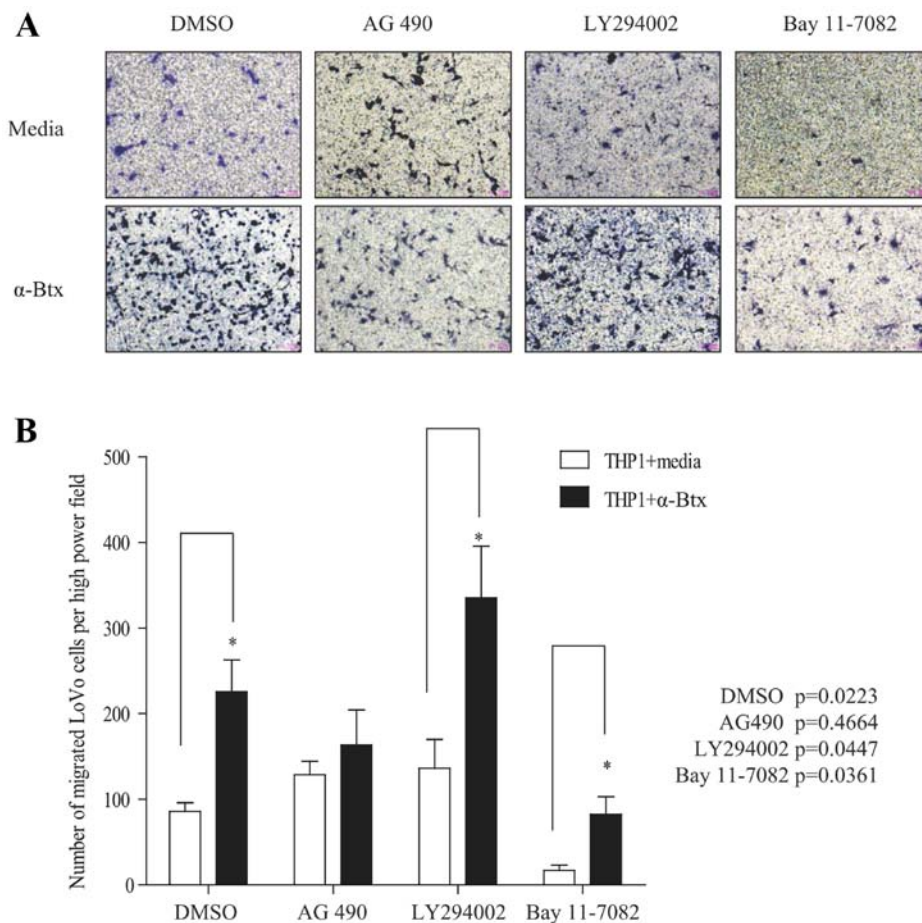 A
DMSO AG 490 LY294002 Bay 11-7082
Media
α-Btx
B
Number of migrated LoVo cells per high power field
500
400
300
200
100
0
THP1+media
THP1+α-Btx
*
*
*
DMSO p=0.0223
AG490 p=0.4664
LY294002 p=0.0447
Bay 11-7082 p=0.0361
DMSO AG 490 LY294002 Bay 11-7082